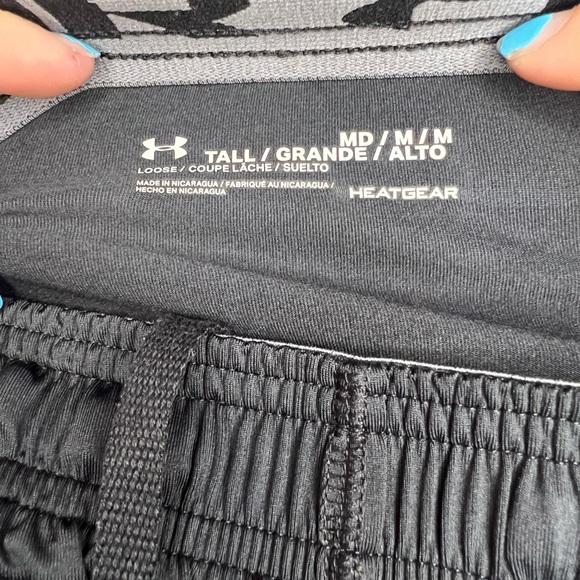 MD / M / M
TALL / GRANDE / ALTO
LOOSE / COUPE LÂCHE / SUELTO
MADE IN NICARAGUA / FABRIQUÉ AU NICARAGUA /
HECHO EN NICARAGUA
HEATGEAR